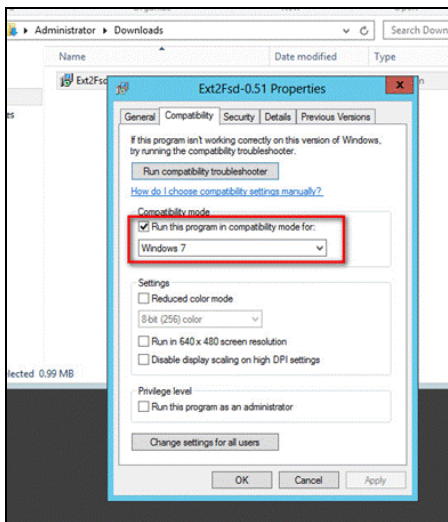 Administrator
Downloads
Search Down
Name
Date modified
Type
Ext2Fsd
Ext2Fsd-0.51 Properties
x
General
Compatibility
Security
Details
Previous Versions
If this program isn't working correctly on this version of Windows,
try running the compatibility troubleshooter.
Run compatibility troubleshooter
How do I choose compatibility settings manually?
Compatibility mode
Run this program in compatibility mode for:
Windows 7
Settings
Reduced color mode
8-bit (256) color
Run in 640 x 480 screen resolution
Disable display scaling on high DPI settings
lected 0.99 MB
Privilege level
Run this program as an administrator
Change settings for all users
OK
Cancel
Apply